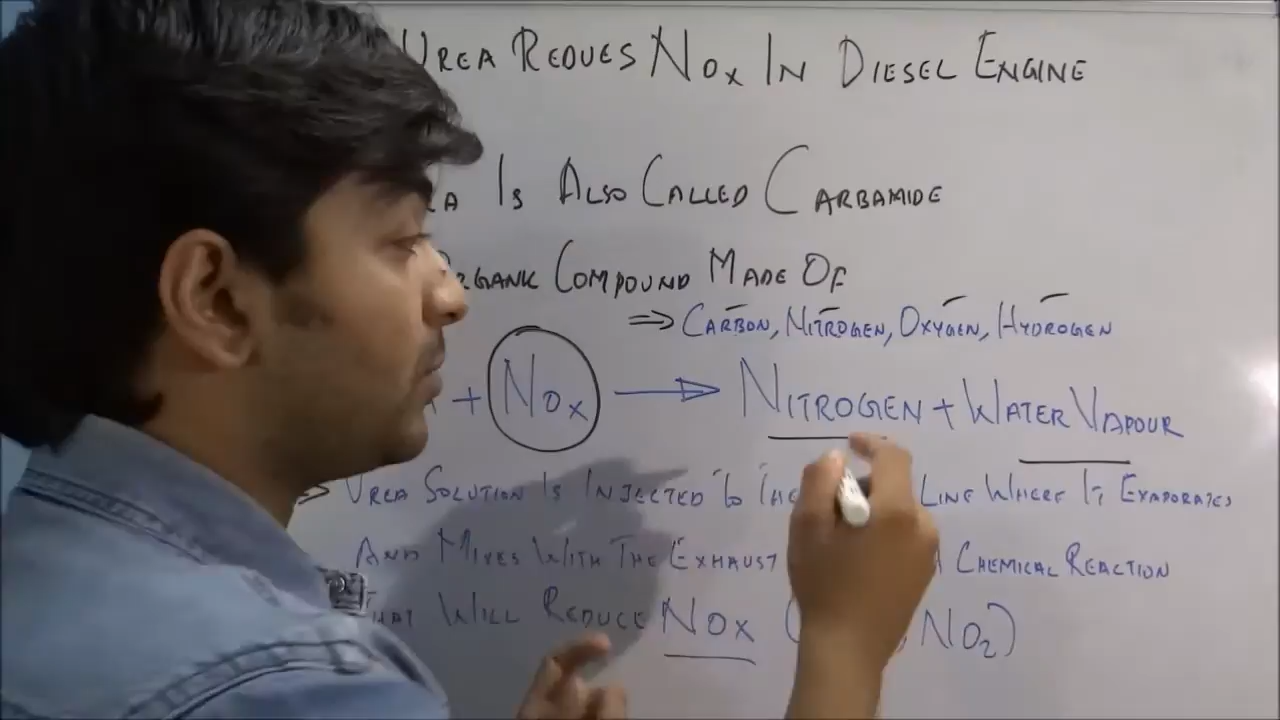 UREA REDUES NOX IN DIESEL ENGINE
IS ALSO CALLED CARBAMIDE
COMPOUND MADE OF
⇒ CARBON, NITROGEN, OXYGEN, HYDROGEN
+ NOX → NITROGEN + WATER VAPOUR
⇒ UREA SOLUTION IS INJECTED TO THE LINE WHERE IT EVAPORATES
AND MIXES WITH THE EXHAUST A CHEMICAL REACTION
WILL REDUCE NOX ( , NO2)